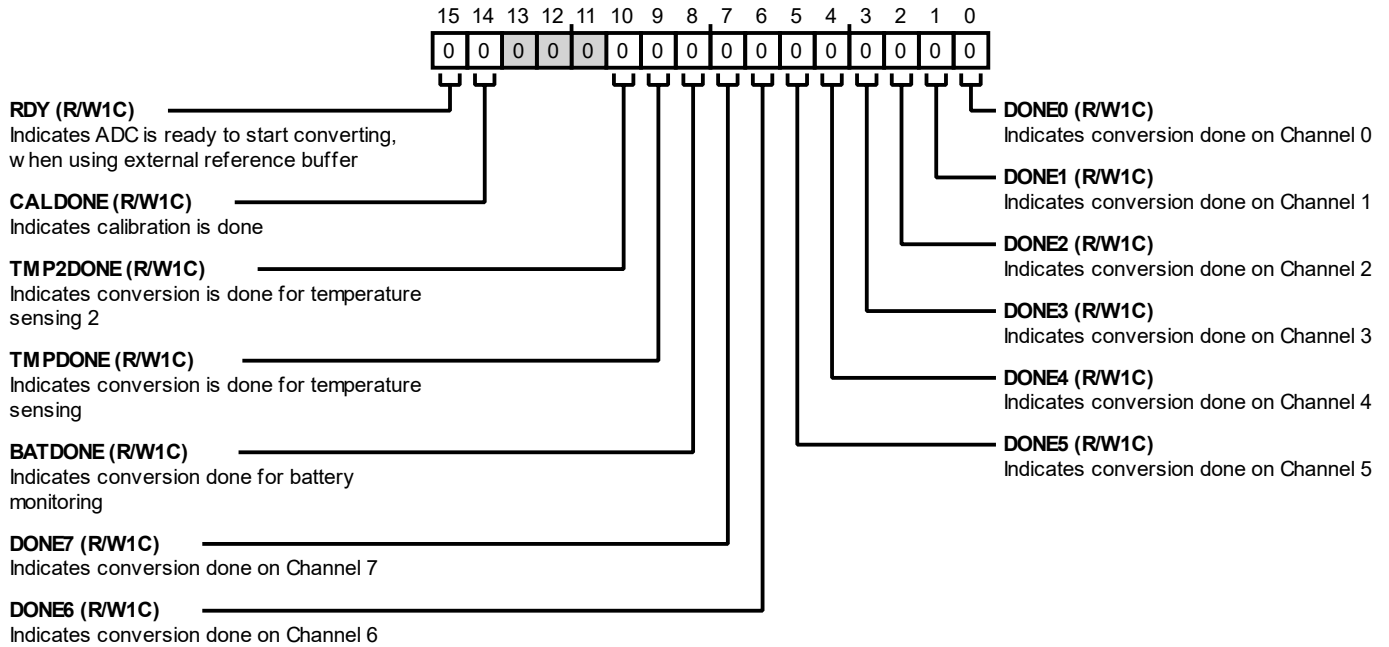 15 14 13 12 11 10 9 8 7 6 5 4 3 2 1 0
0 0 0 0 0 0 0 0 0 0 0 0 0 0 0 0
RDY (R/W1C)
Indicates ADC is ready to start converting,
when using external reference buffer
CALDONE (R/W1C)
Indicates calibration is done
TMP2DONE (R/W1C)
Indicates conversion is done for temperature
sensing 2
TMPDONE (R/W1C)
Indicates conversion is done for temperature
sensing
BATDONE (R/W1C)
Indicates conversion done for battery
monitoring
DONE7 (R/W1C)
Indicates conversion done on Channel 7
DONE6 (R/W1C)
Indicates conversion done on Channel 6
DONE0 (R/W1C)
Indicates conversion done on Channel 0
DONE1 (R/W1C)
Indicates conversion done on Channel 1
DONE2 (R/W1C)
Indicates conversion done on Channel 2
DONE3 (R/W1C)
Indicates conversion done on Channel 3
DONE4 (R/W1C)
Indicates conversion done on Channel 4
DONE5 (R/W1C)
Indicates conversion done on Channel 5